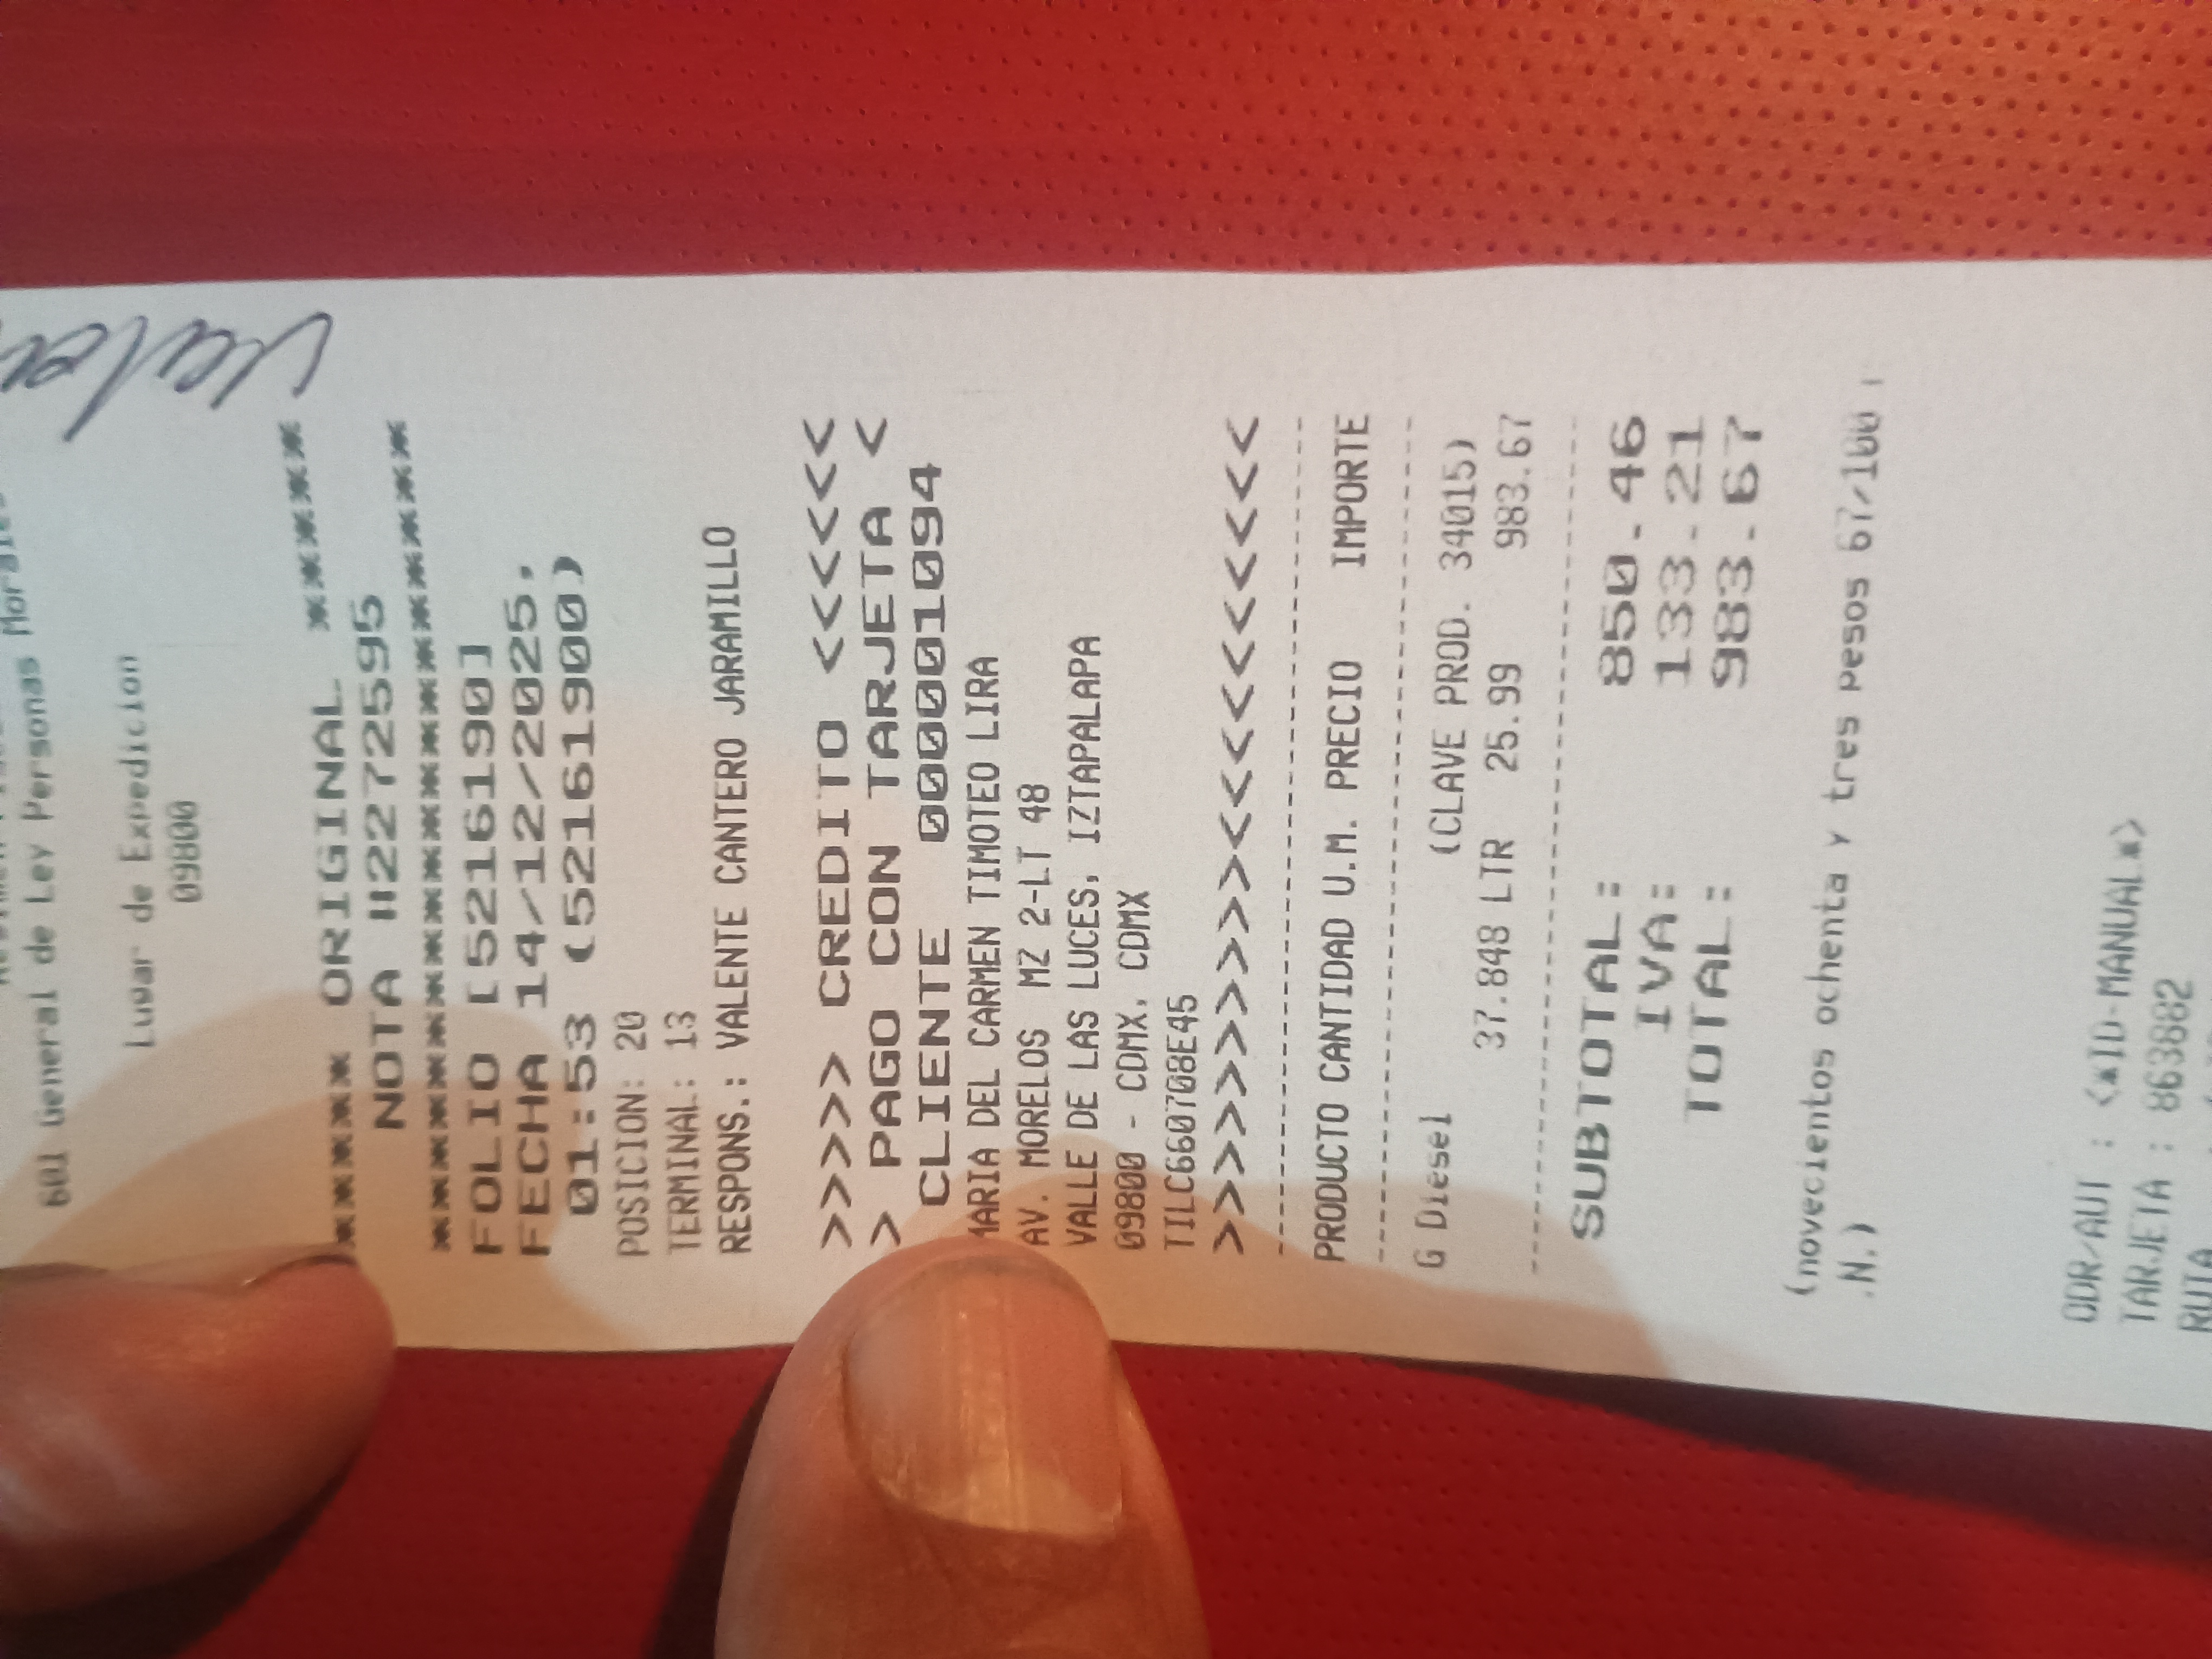 601 General de Ley Personas Morales
Lugar de Expedicion
09800
****** ORIGINAL ******
NOTA #22725595
FOLIO [5216190]
FECHA 14/12/2025,
01:53 (52161900)
POSICION: 20
TERMINAL: 13
RESPONS.: VALENTE CANTERO JARAMILLO
>>>>> CREDITO <<<<<<
> PAGO CON TARJETA <
CLIENTE 000001094
MARIA DEL CARMEN TIMOTEO LIRA
AV. MORELOS MZ 2-LT 48
VALLE DE LAS LUCES, IZTAPALAPA
09800 - CDMX, CDMX
TILC660708E45
>>>>>>>>>><<<<<<<<<<
PRODUCTO CANTIDAD U.M. PRECIO IMPORTE
G Diesel (CLAVE PROD. 34015)
37.848 LTR 25.99 983.67
SUBTOTAL: 850.46
IVA: 133.21
TOTAL: 983.67
(novecientos ochenta y tres pesos 67/100
.N.)
ODR/AUT : <*ID-MANUAL*>
TARJETA : 863882
RUTA